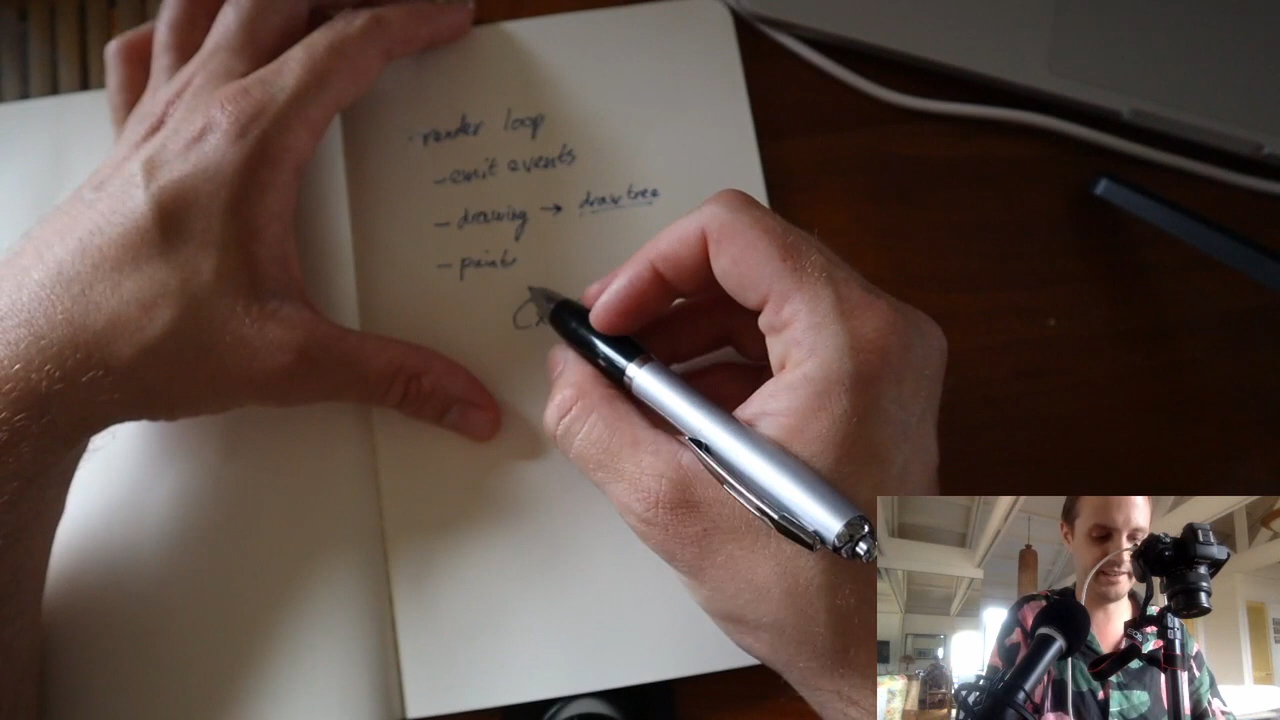 - render loop
- emit events
- drawing → draw tree
- paint